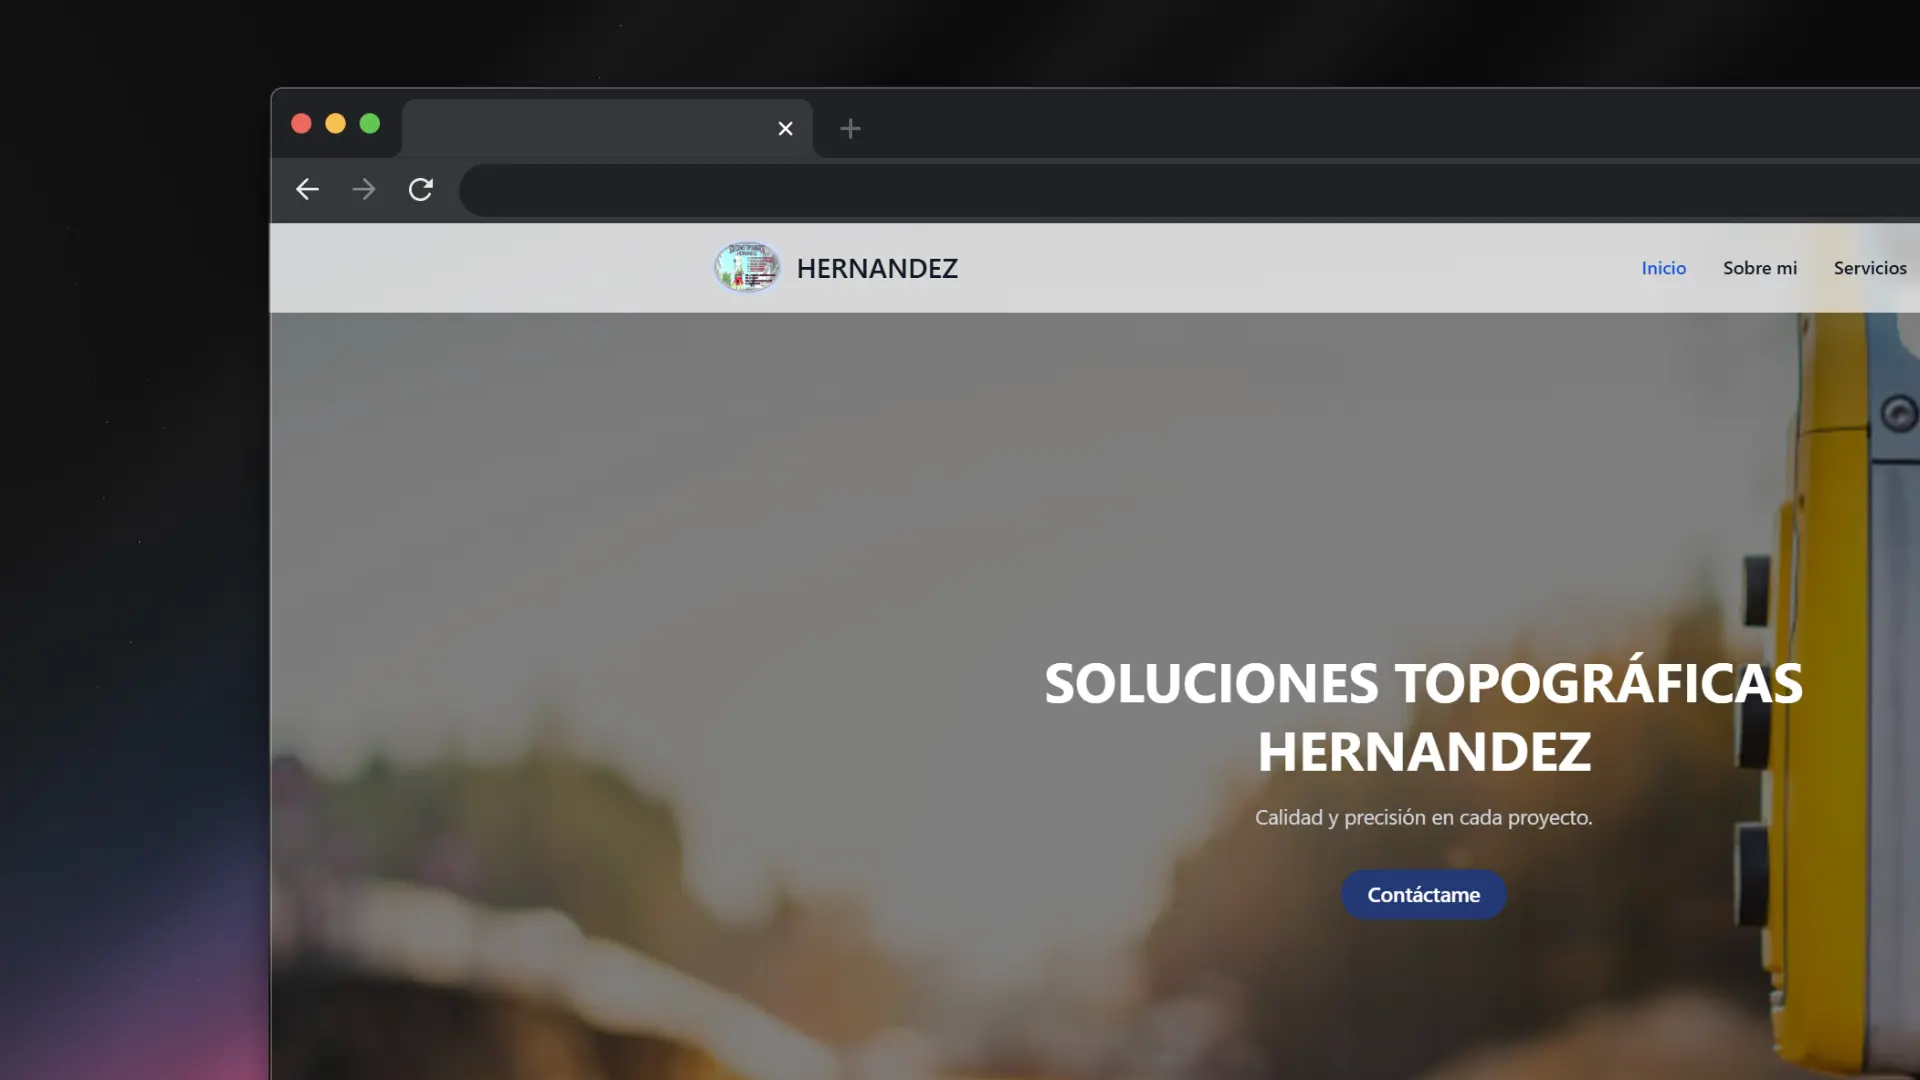 HERNANDEZ
Inicio
Sobre mi
Servicios
SOLUCIONES TOPOGRÁFICAS
HERNANDEZ
Calidad y precisión en cada proyecto.
Contáctame